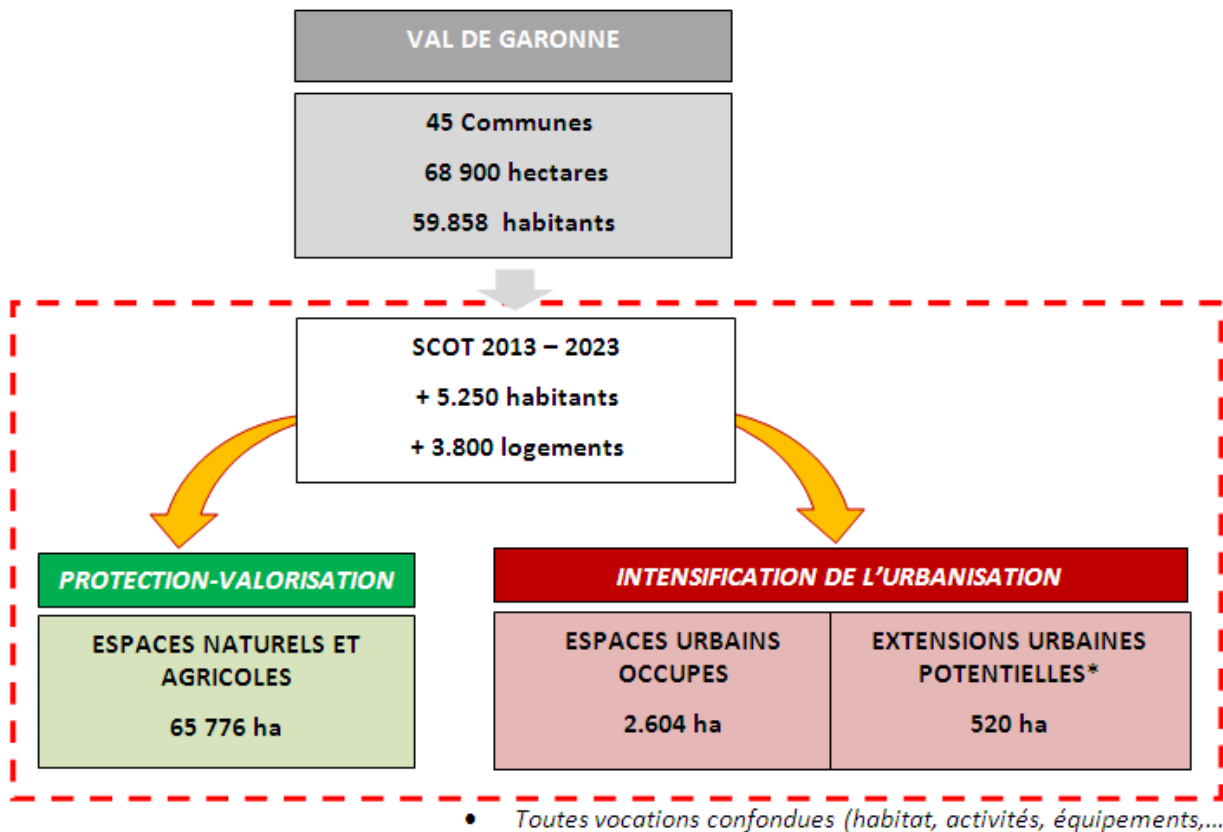 VAL DE GARONNE
45 Communes
68 900 hectares
59.858 habitants
SCOT 2013 – 2023
+ 5.250 habitants
+ 3.800 logements
PROTECTION-VALORISATION
ESPACES NATURELS ET
AGRICOLES
65 776 ha
INTENSIFICATION DE L’URBANISATION
ESPACES URBAINS
OCCUPES
2.604 ha
EXTENSIONS URBAINES
POTENTIELLES*
520 ha
• Toutes vocations confondues (habitat, activités, équipements,...